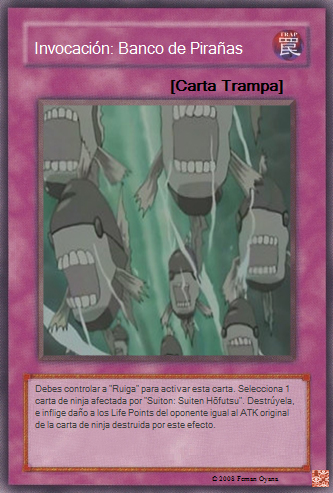 Invocación: Banco de Pirañas
TRAP
罠
[Carta Trampa]
Debes controlar a "Ruiga" para activar esta carta. Selecciona 1
carta de ninja afectada por "Suiton: Suiten Hōfutsu". Destrúyela,
e inflige daño a los Life Points del oponente igual al ATK original
de la carta de ninja destruida por este efecto.
© 2008 Forman Oyana